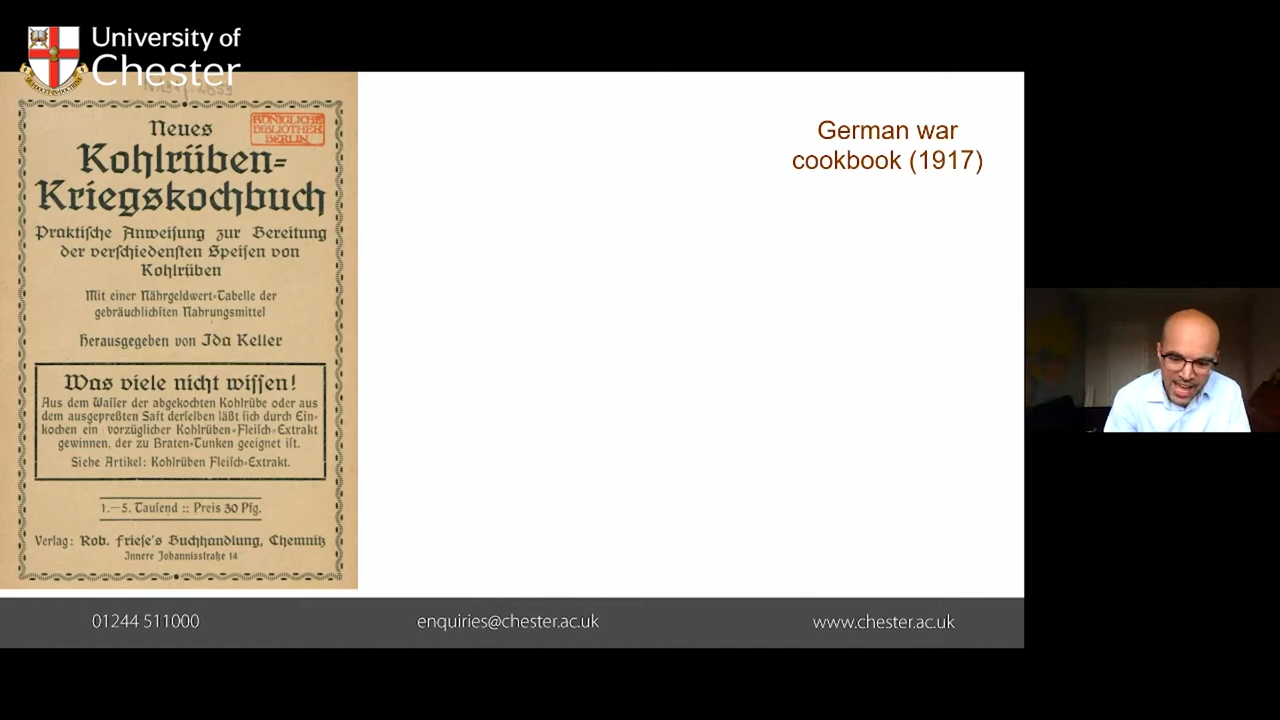 University of
Chester
Neues
KÖNIGLICHE
BIBLIOTHEK
BERLIN
Kohlrüben-
Kriegskochbuch
Praktische Anweisung zur Bereitung
der verschiedensten Speisen von
Kohlrüben
Mit einer Nährgeldwert-Tabelle der
gebräuchlichsten Nahrungsmittel
Herausgegeben von Ida Keller
Was viele nicht wissen!
Aus dem Wasser der abgekochten Kohlrübe oder aus
dem ausgepreßten Saft derselben läßt sich durch Ein-
kochen ein vorzüglicher Kohlrüben-Fleisch-Extrakt
gewinnen, der zu Braten-Tunken geeignet ist.
Siehe Artikel: Kohlrüben Fleisch-Extrakt.
1.—5. Tausend :: Preis 30 Pfg.
Verlag: Rob. Friese's Buchhandlung, Chemnitz
Innere Johannisstraße 14
German war
cookbook (1917)
01244 511000
enquiries@chester.ac.uk
www.chester.ac.uk